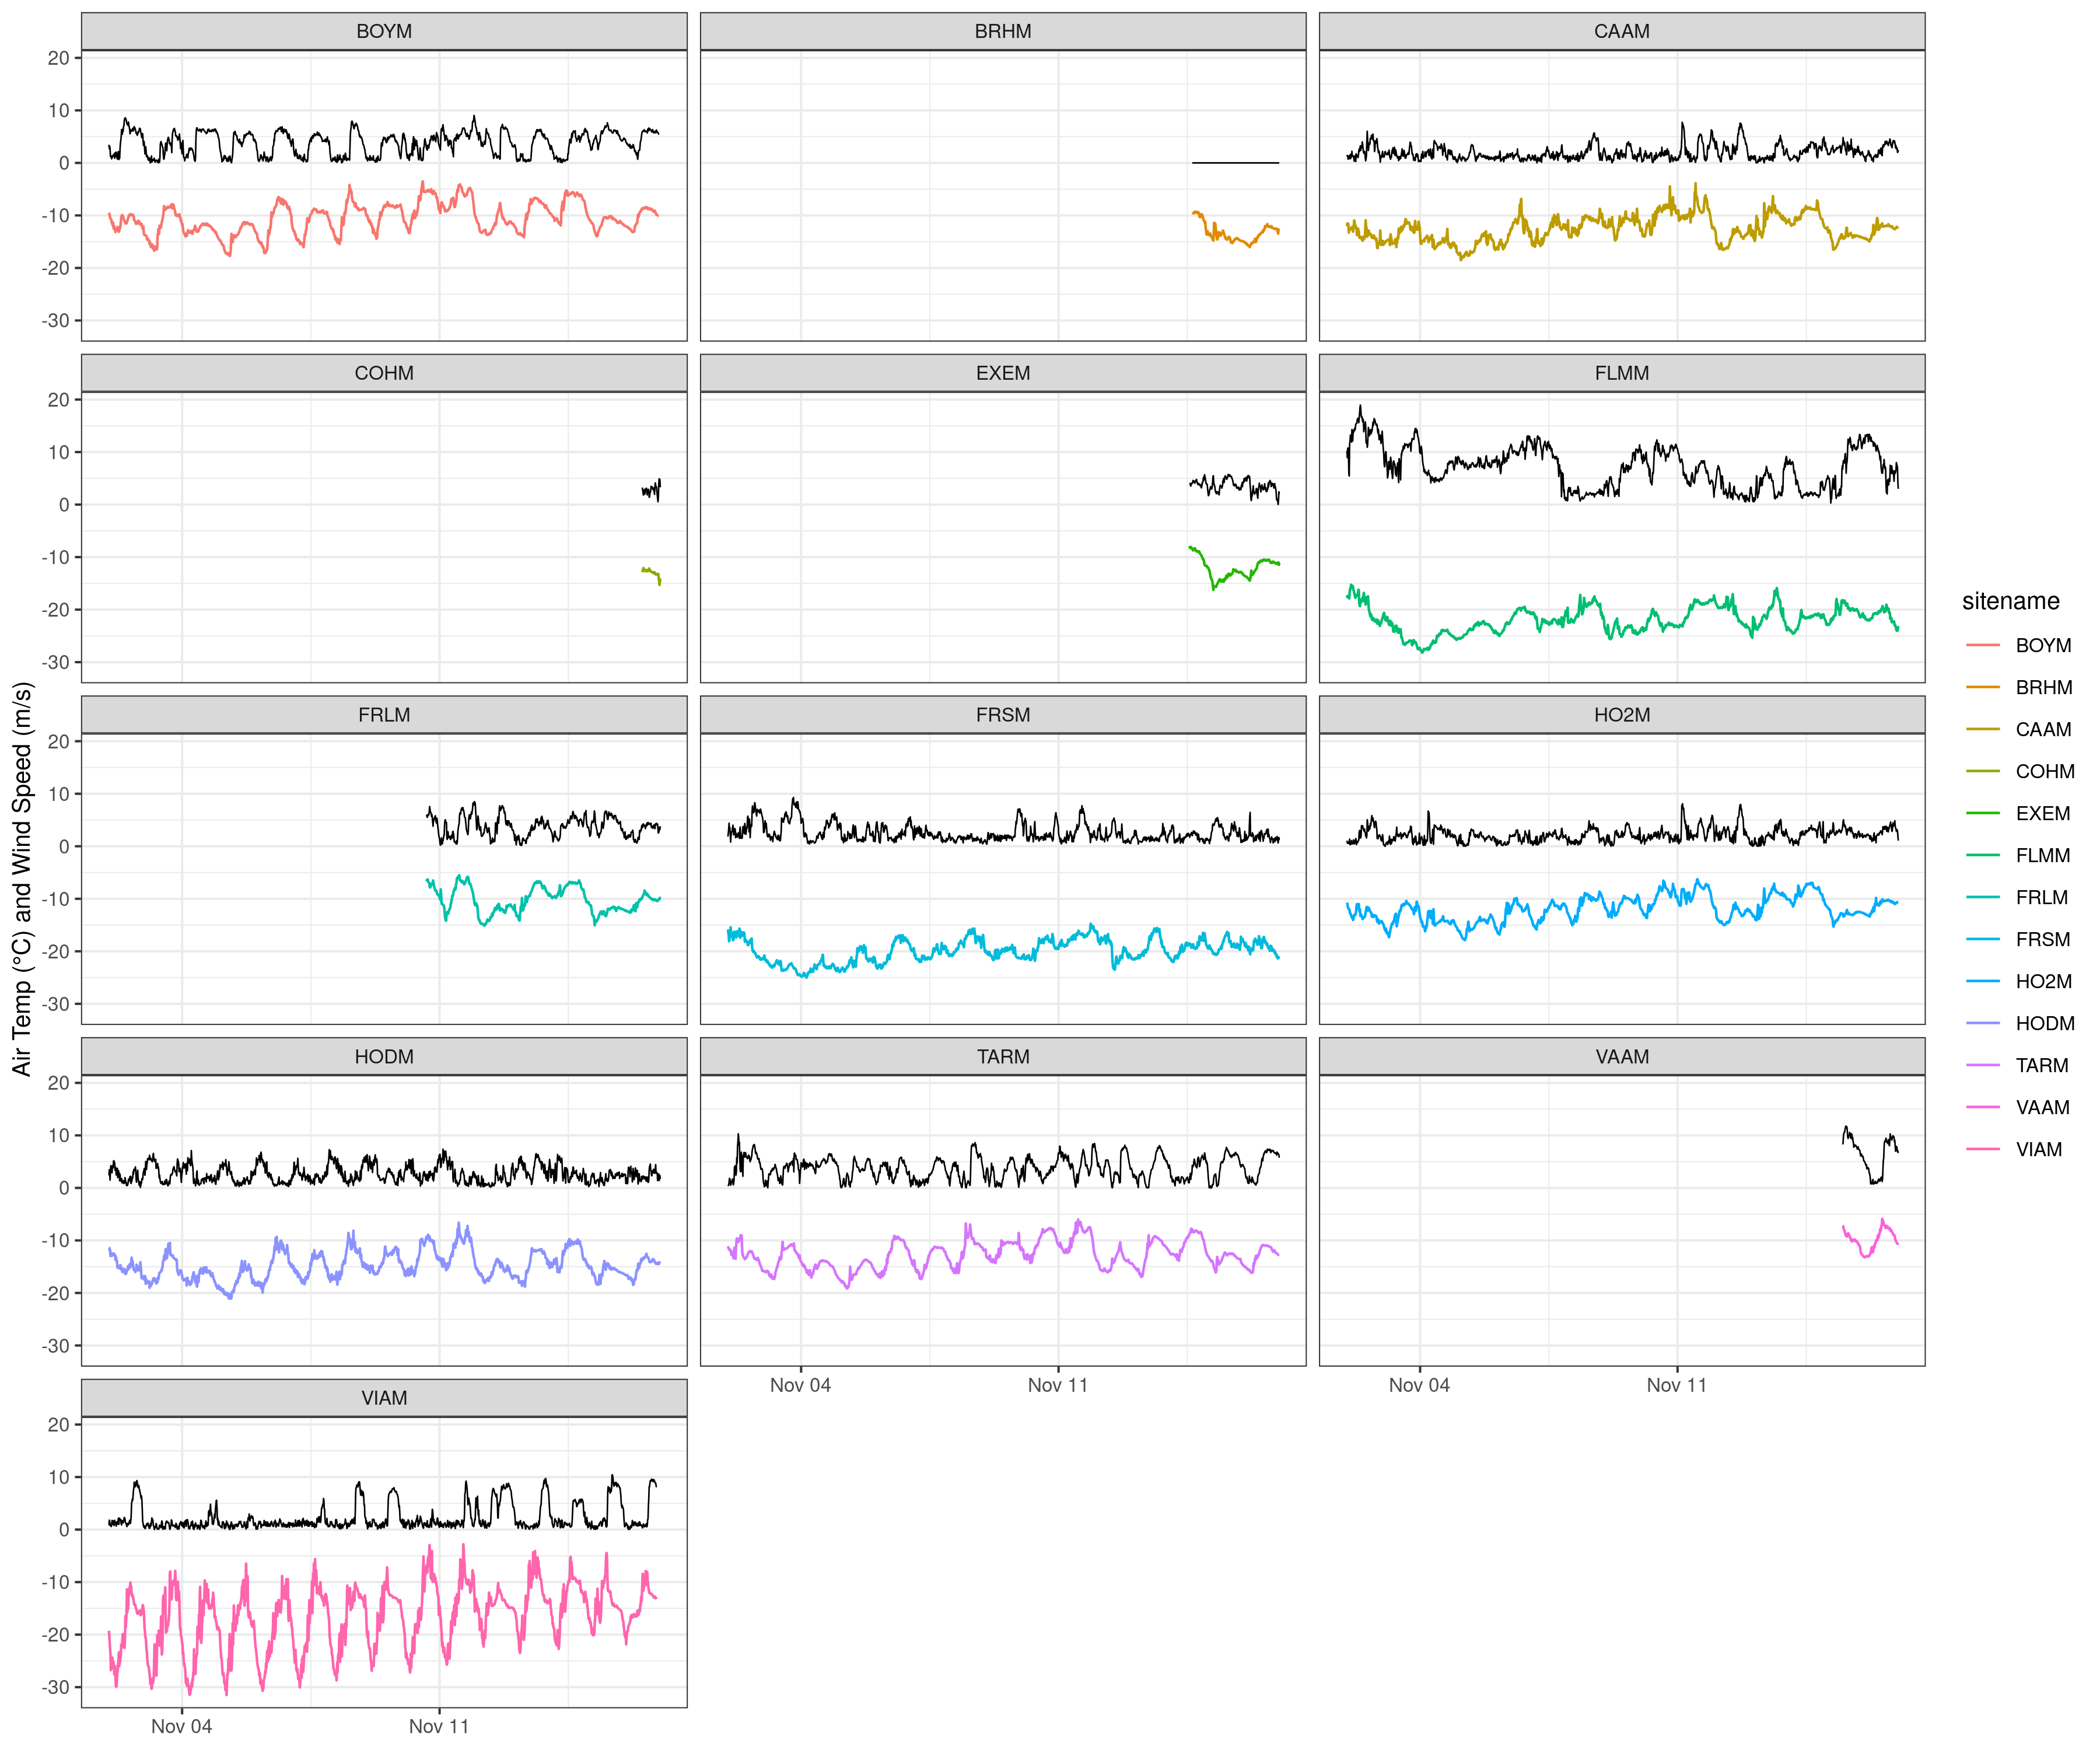 BOYM
BRHM
CAAM
20
10
0
-10
-20
-30
COHM
EXEM
FLMM
20
10
0
-10
-20
-30
FRLM
FRSM
HO2M
20
10
0
-10
-20
-30
HODM
TARM
VAAM
20
10
0
-10
-20
-30
Nov 04
Nov 11
Nov 04
Nov 11
VIAM
20
10
0
-10
-20
-30
Nov 04
Nov 11
Air Temp (°C) and Wind Speed (m/s)
sitename
BOYM
BRHM
CAAM
COHM
EXEM
FLMM
FRLM
FRSM
HO2M
HODM
TARM
VAAM
VIAM